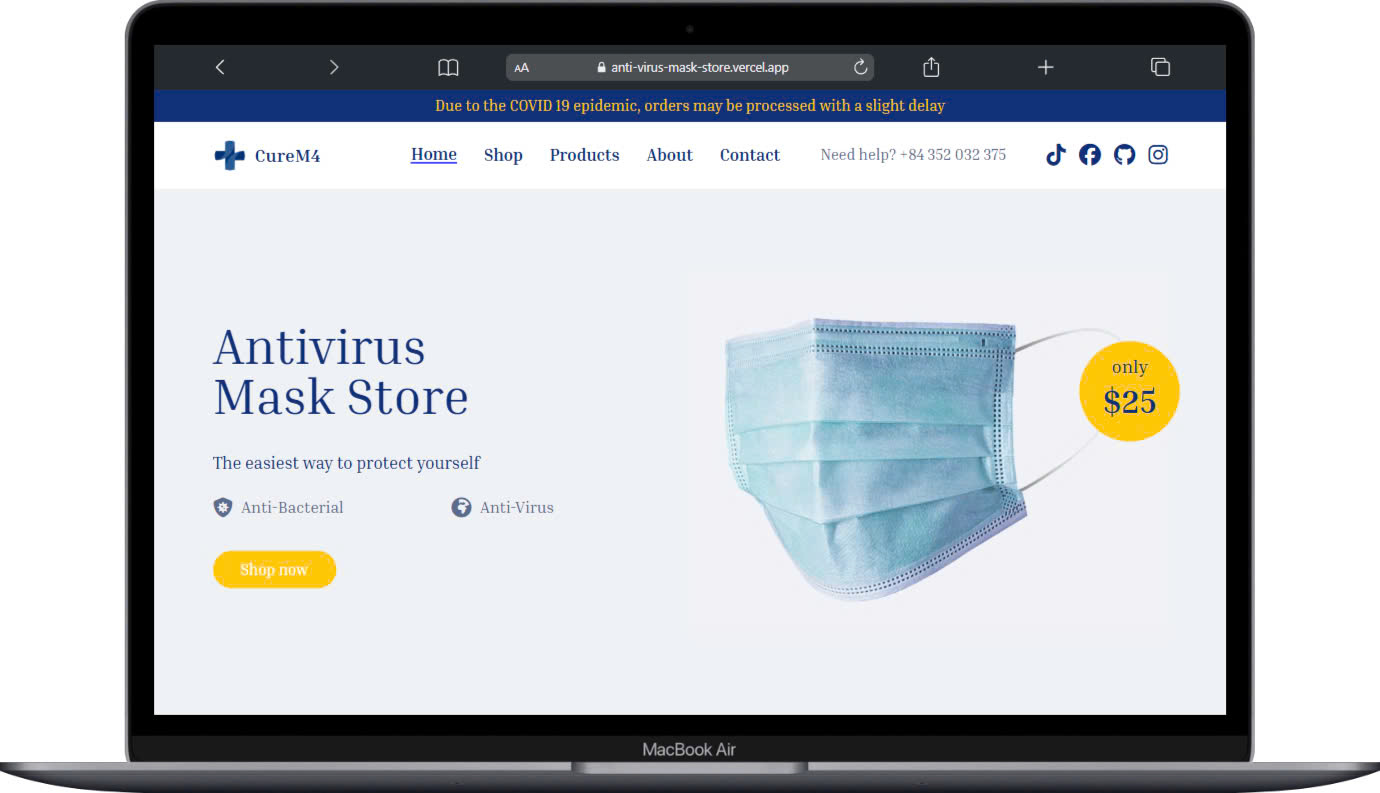 AA
anti-virus-mask-store.vercel.app
Due to the COVID 19 epidemic, orders may be processed with a slight delay
CureM4
Home Shop Products About Contact Need help? +84 352 032 375
Antivirus
Mask Store
The easiest way to protect yourself
Anti-Bacterial Anti-Virus
Shop now
only
$25
MacBook Air